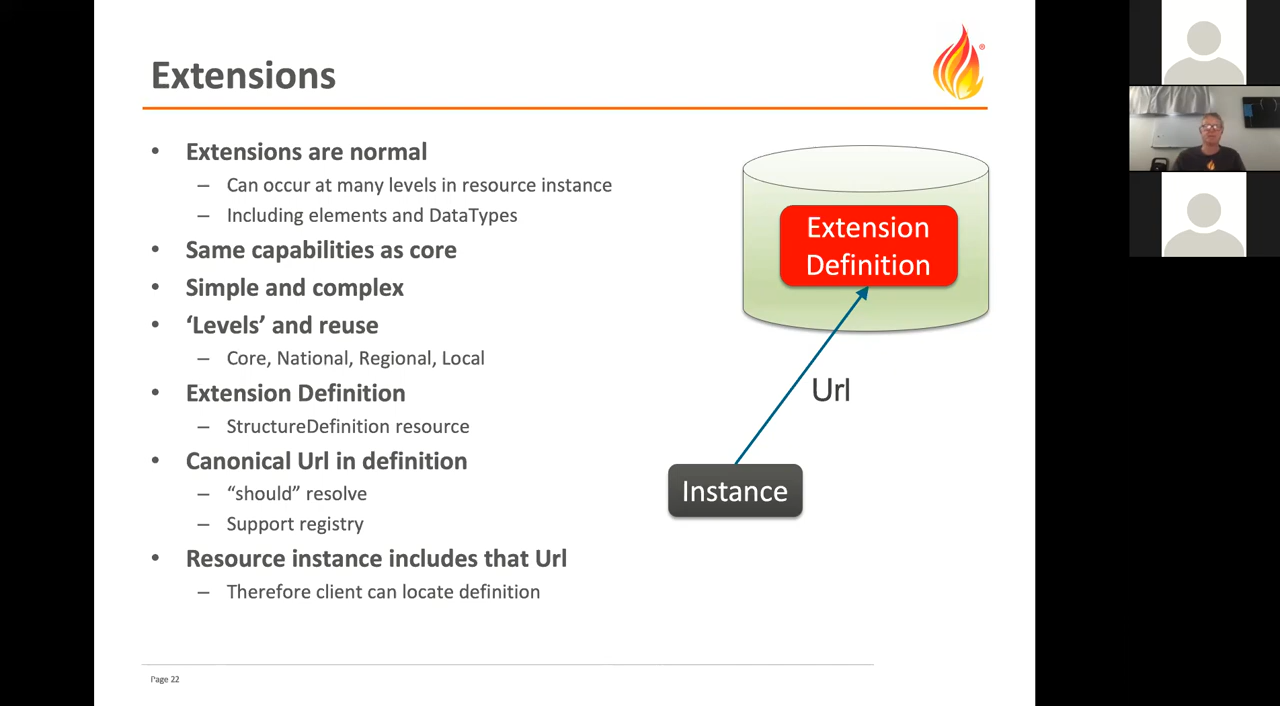 Extensions
®
• Extensions are normal
– Can occur at many levels in resource instance
– Including elements and DataTypes
• Same capabilities as core
• Simple and complex
• ‘Levels’ and reuse
– Core, National, Regional, Local
• Extension Definition
– StructureDefinition resource
• Canonical Url in definition
– “should” resolve
– Support registry
• Resource instance includes that Url
– Therefore client can locate definition
Extension
Definition
Url
Instance
Page 22